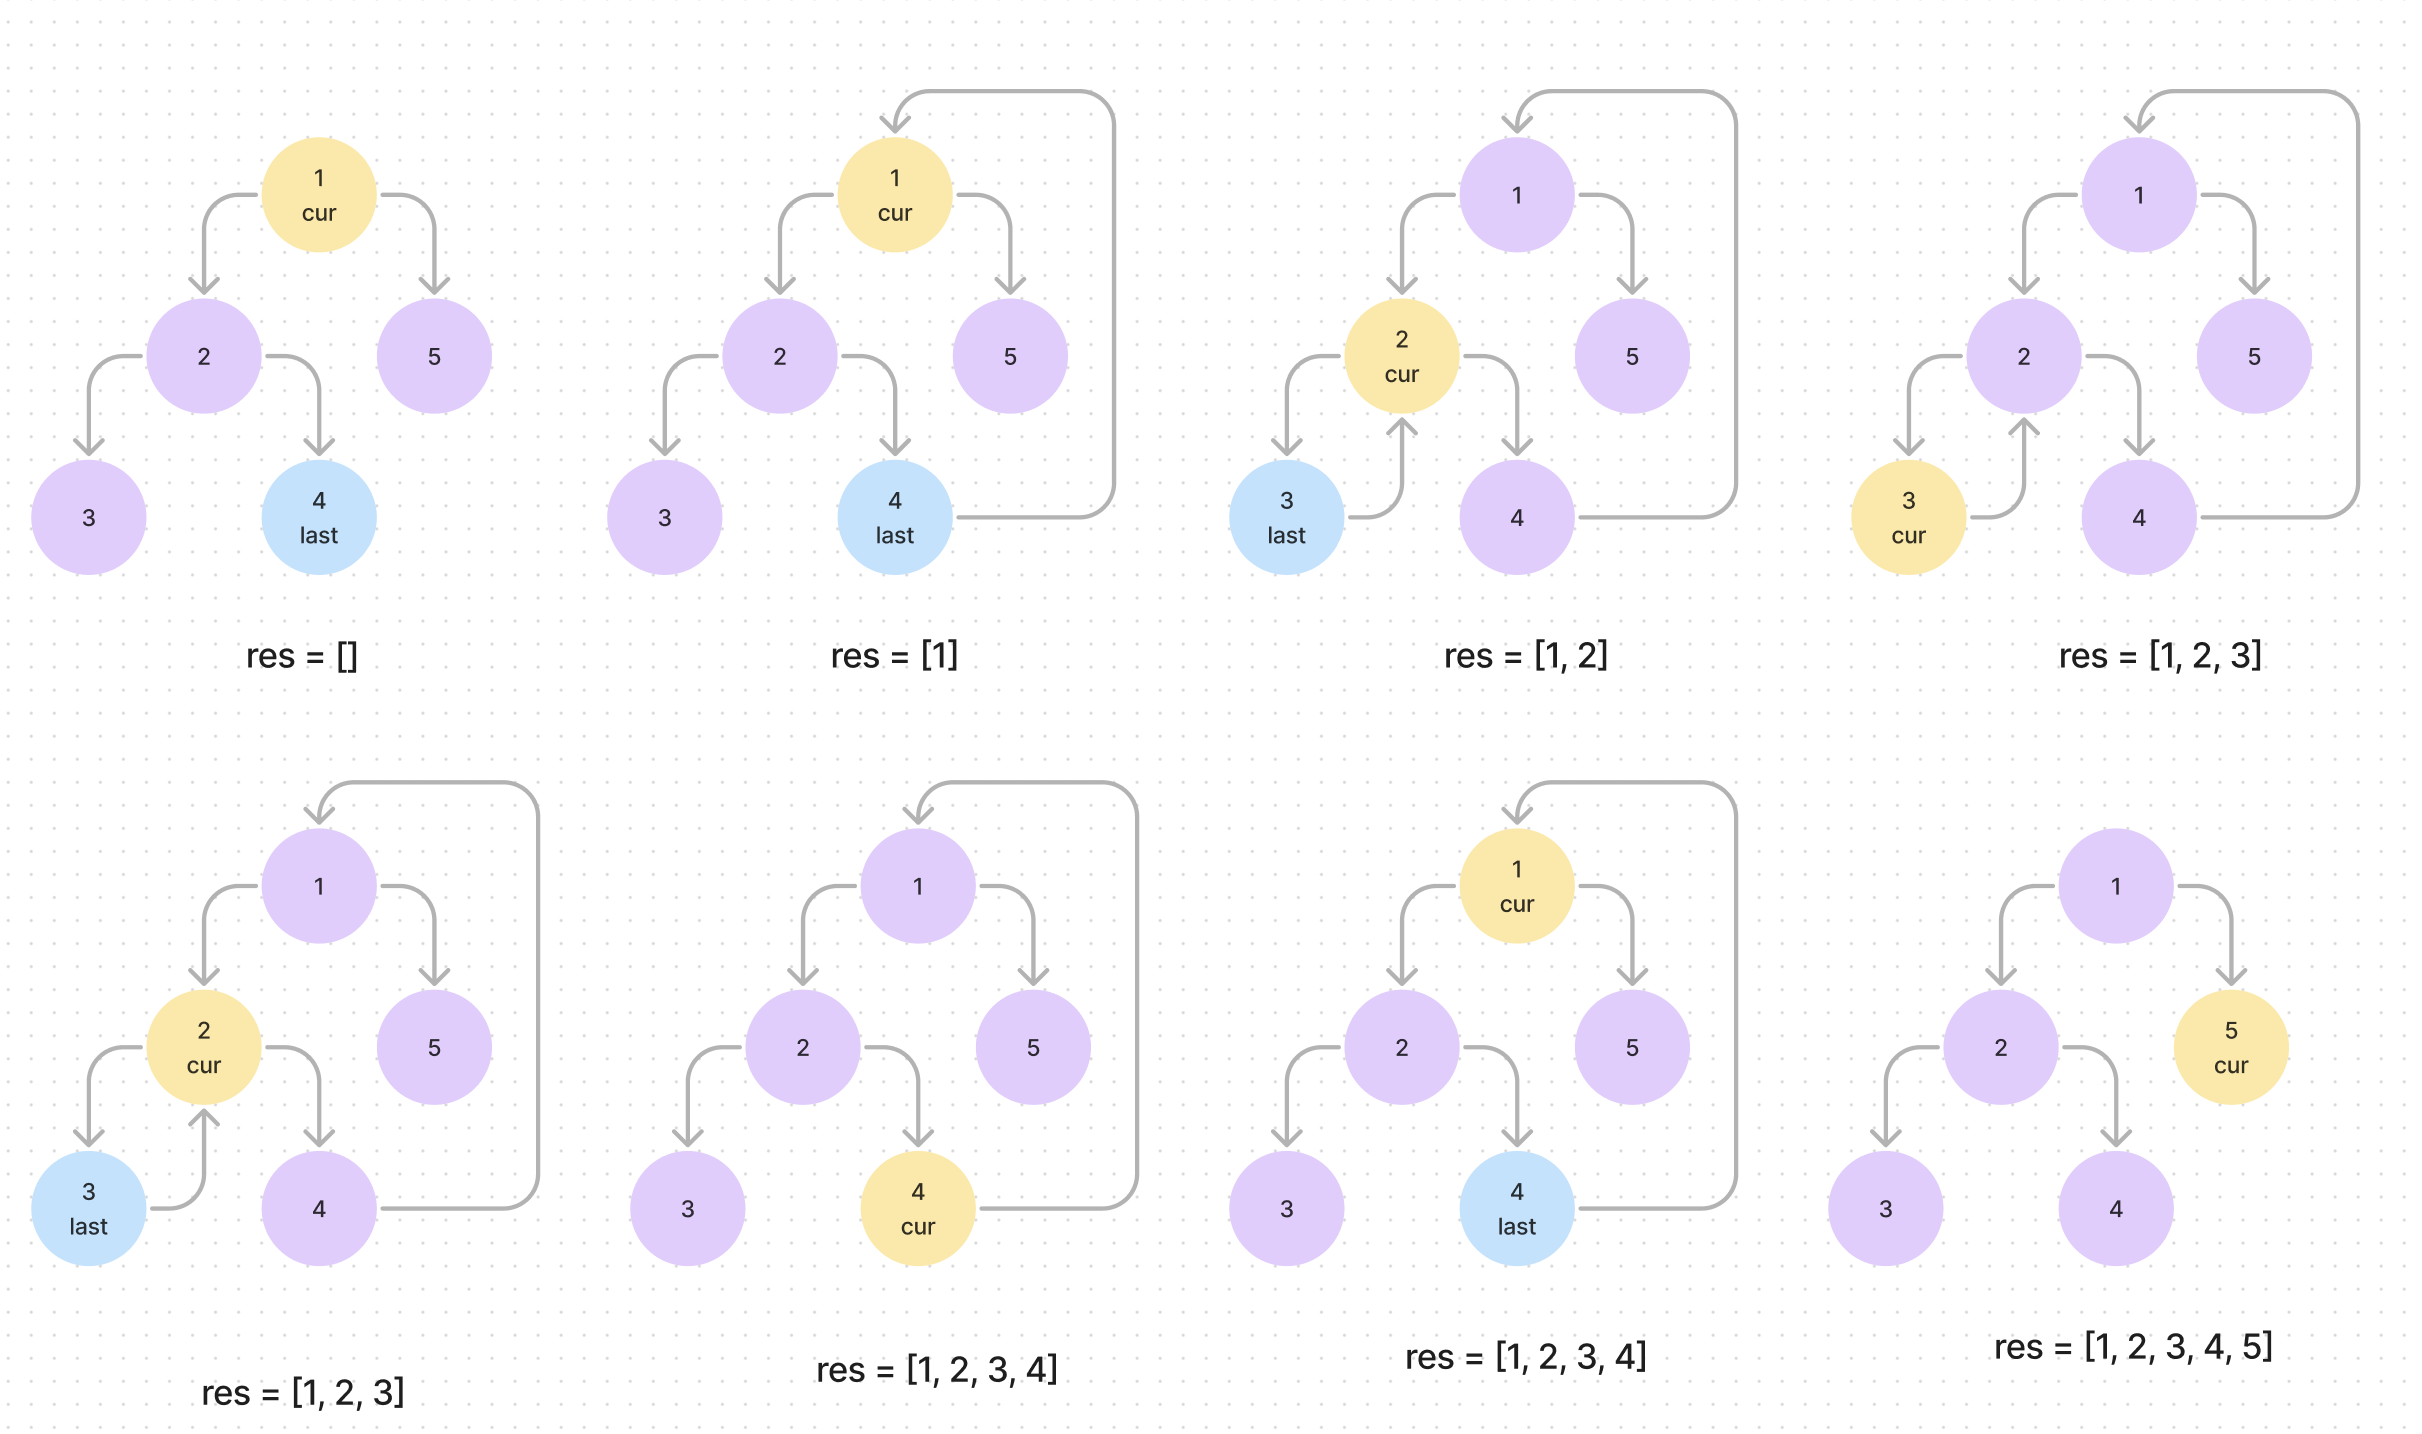 1
cur
2
5
3
4
last
res = []
1
cur
2
5
3
4
last
res = [1]
1
2
cur
5
3
last
4
res = [1, 2]
1
2
5
3
cur
4
res = [1, 2, 3]
1
2
cur
5
3
last
4
res = [1, 2, 3]
1
2
5
3
4
cur
res = [1, 2, 3, 4]
1
cur
2
5
3
4
last
res = [1, 2, 3, 4]
1
2
5
cur
3
4
res = [1, 2, 3, 4, 5]